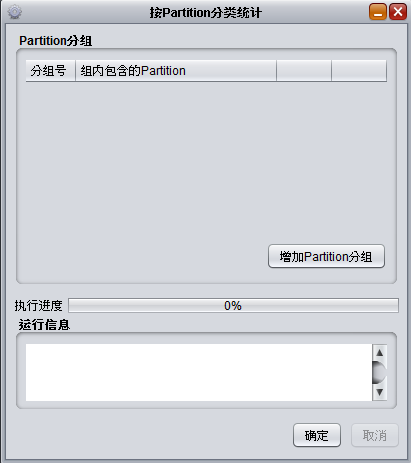 按Partition分类统计
Partition分组
分组号 组内包含的Partition
增加Partition分组
执行进度 0%
运行信息
确定 取消